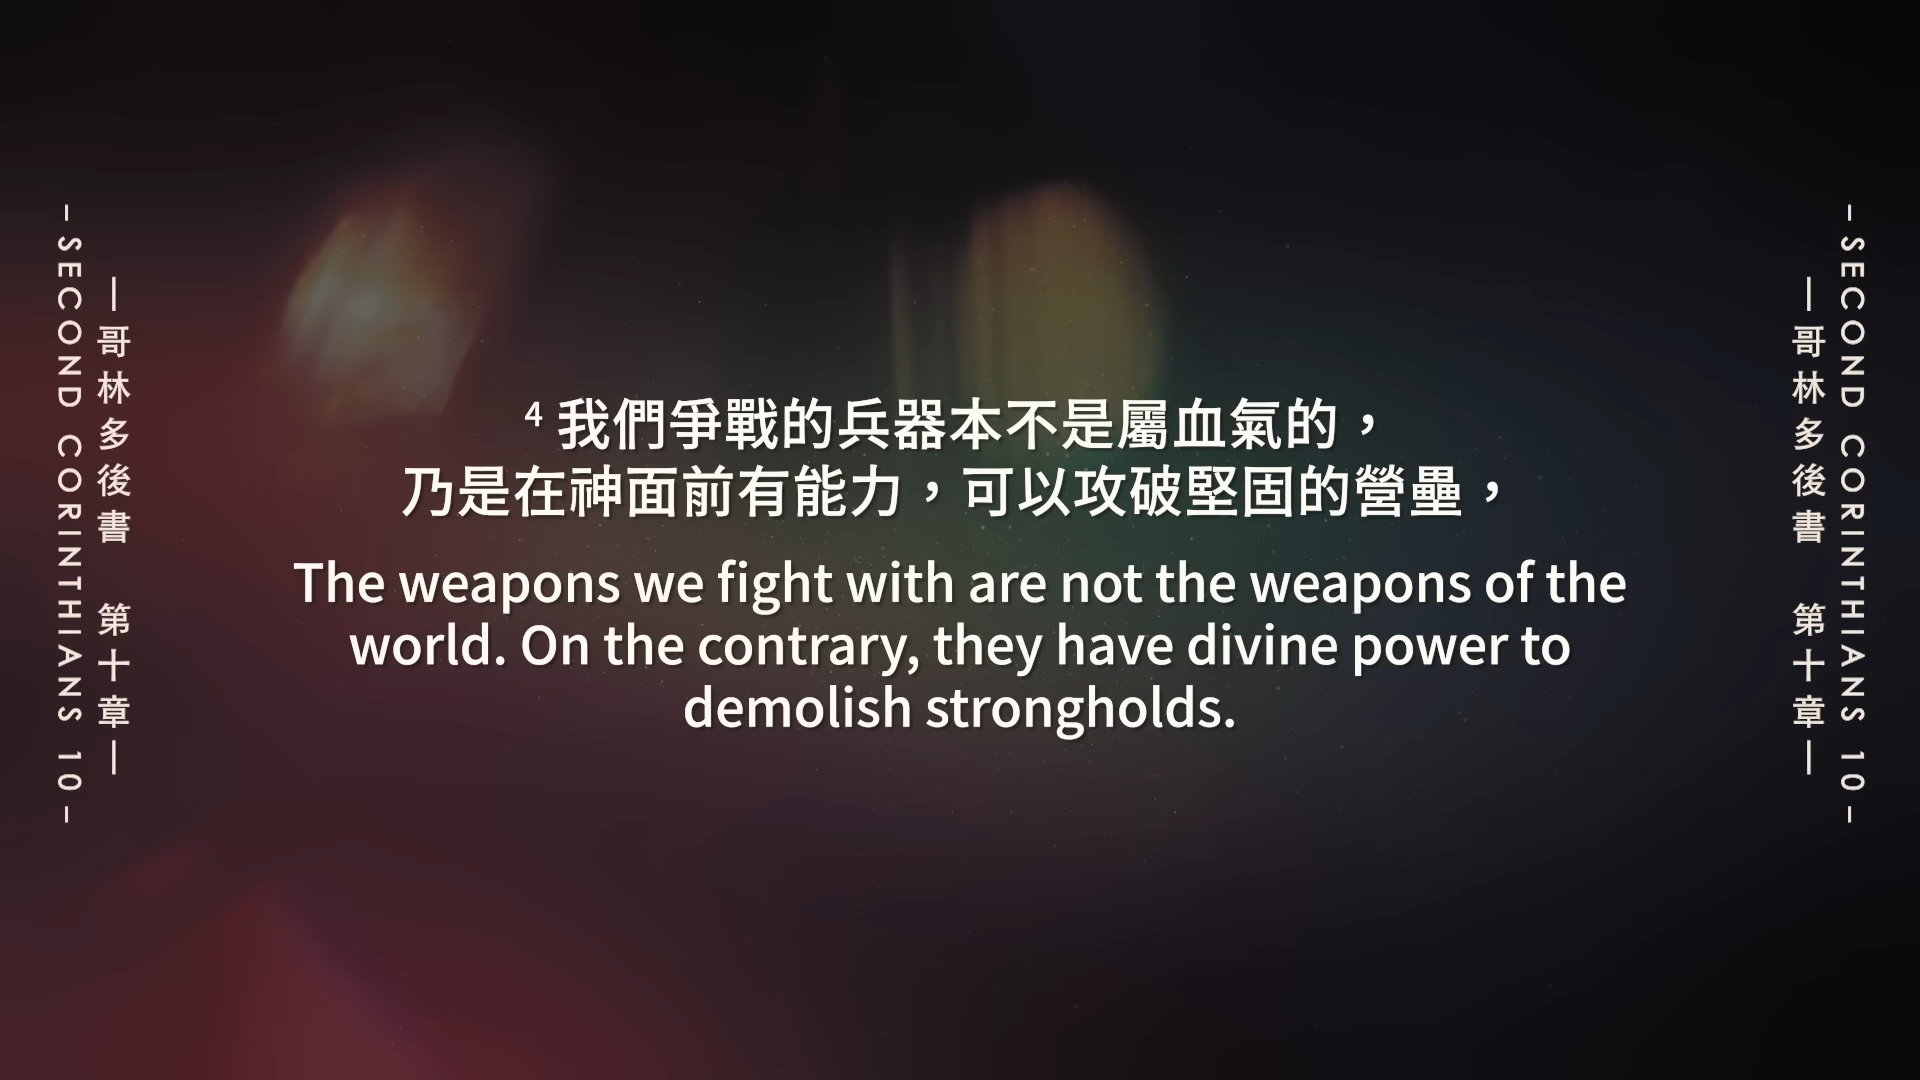 – SECOND CORINTHIANS 10 –
—哥林多後書 第十章—
4 我們爭戰的兵器本不是屬血氣的，
乃是在神面前有能力，可以攻破堅固的營壘，
The weapons we fight with are not the weapons of the
world. On the contrary, they have divine power to
demolish strongholds.
– SECOND CORINTHIANS 10 –
—哥林多後書 第十章—